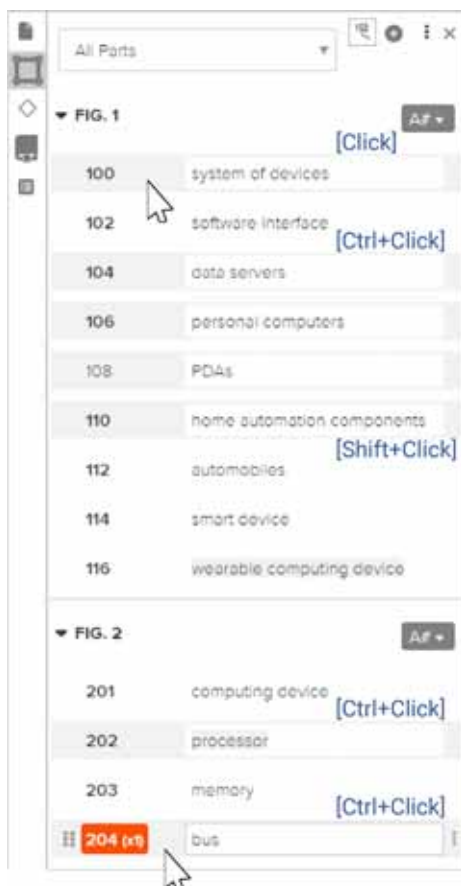 All Parts
FIG. 1
A#
[Click]
100 system of devices
102 software interface
[Ctrl+Click]
104 data servers
106 personal computers
108 PDAs
110 home automation components
[Shift+Click]
112 automobiles
114 smart device
116 wearable computing device
FIG. 2
A#
201 computing device
[Ctrl+Click]
202 processor
203 memory
[Ctrl+Click]
204 (x1) bus